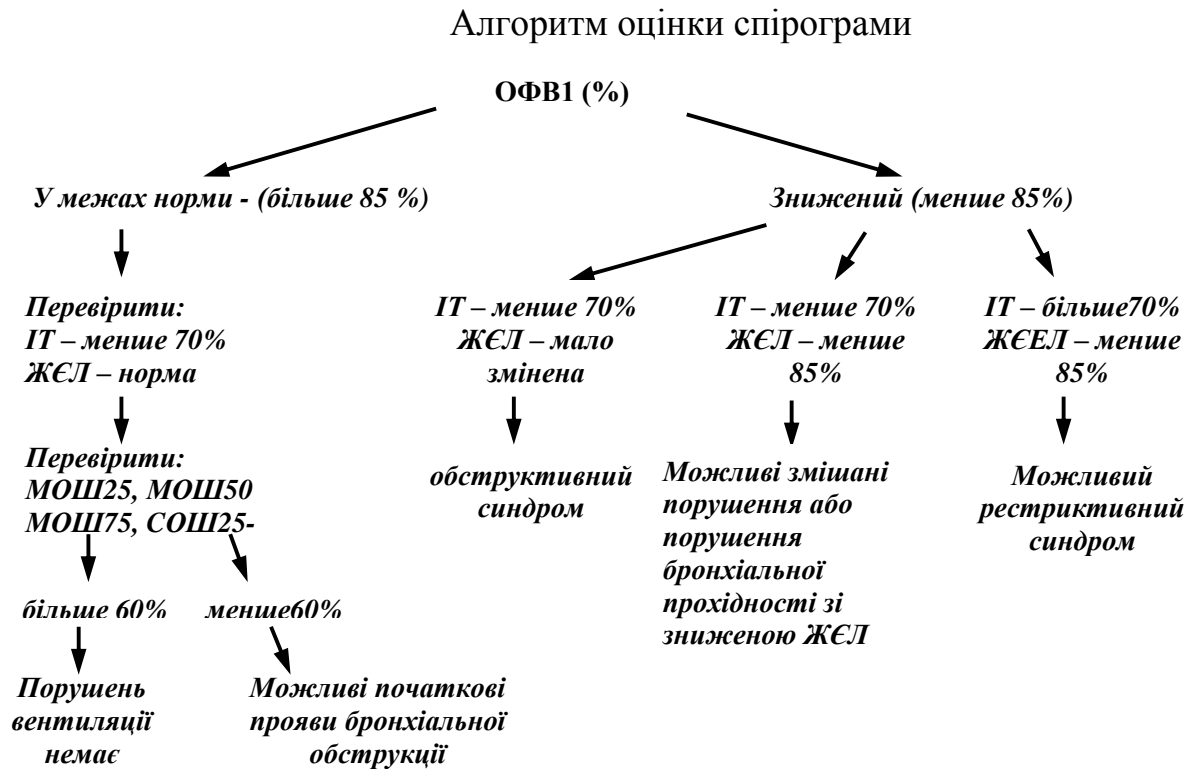 Алгоритм оцінки спірограми
ОФВ1 (%)
У межах норми - (більше 85 %)
Знижений (менше 85%)
Перевірити:
ІТ – менше 70%
ЖЄЛ – норма
ІТ – менше 70%
ЖЄЛ – мало
змінена
ІТ – менше 70%
ЖЄЛ – менше
85%
ІТ – більше70%
ЖЄЕЛ – менше
85%
Перевірити:
МОШ25, МОШ50
МОШ75, СОШ25-
обструктивний
синдром
Можливі змішані
порушення або
порушення
бронхіальної
прохідності зі
зниженою ЖЄЛ
Можливий
рестриктивний
синдром
більше 60%
менше60%
Порушень
вентиляції
немає
Можливі початкові
прояви бронхіальної
обструкції